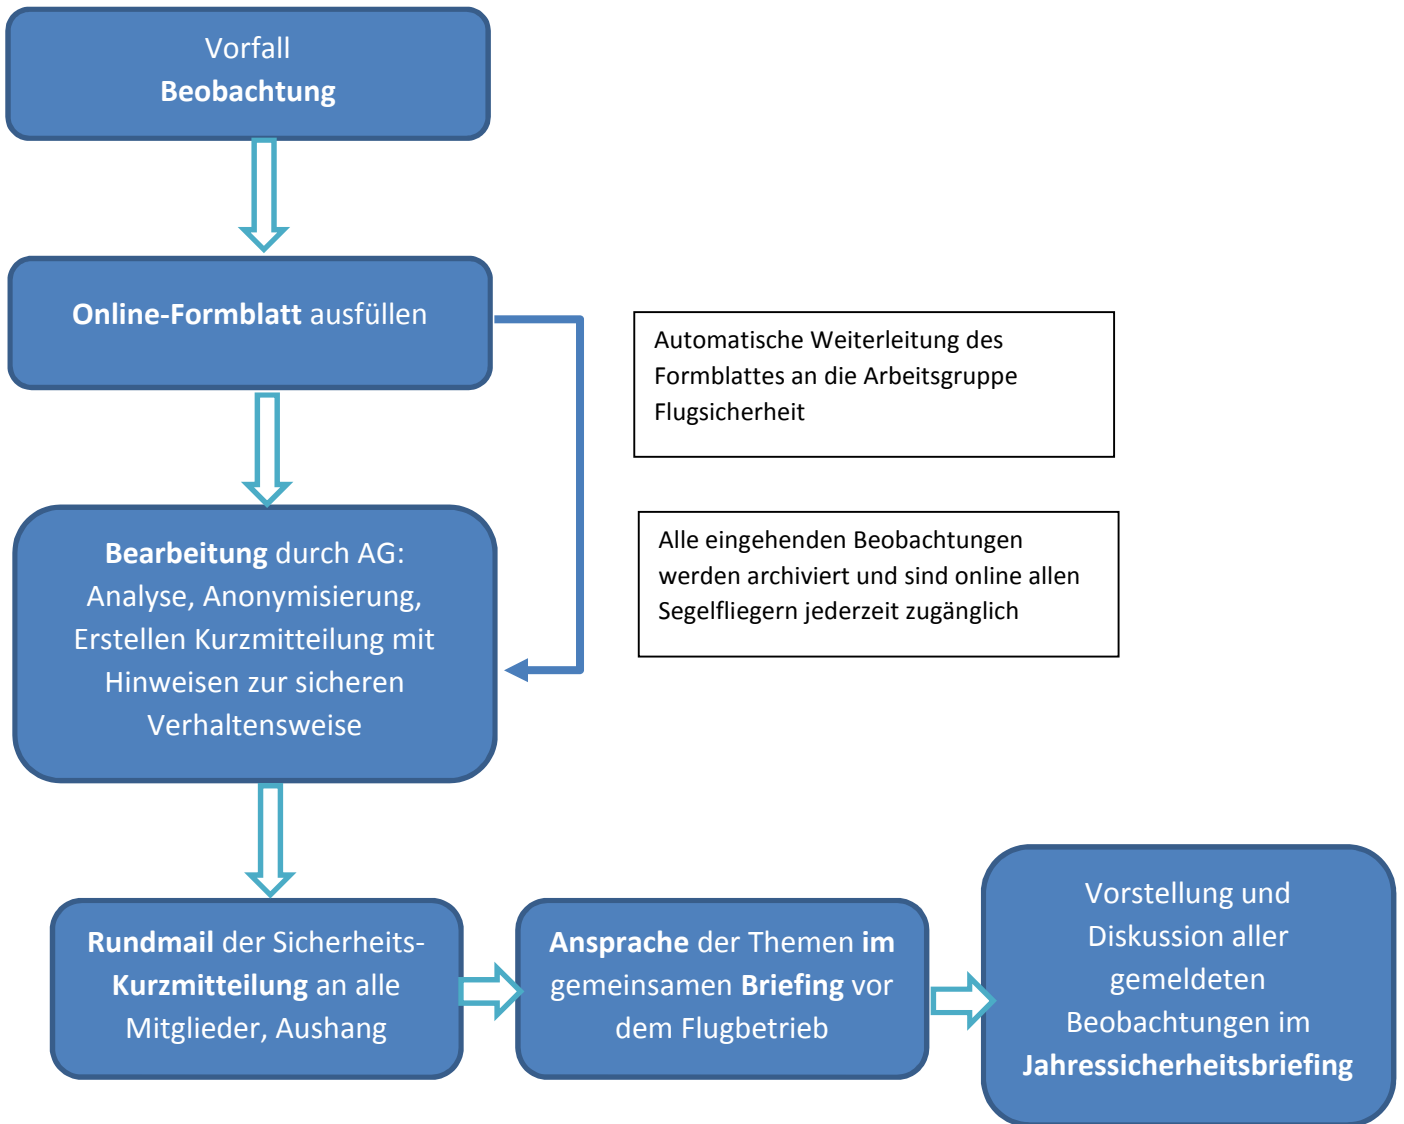 Vorfall
Beobachtung
Online-Formblatt ausfüllen
Automatische Weiterleitung des
Formblattes an die Arbeitsgruppe
Flugsicherheit
Alle eingehenden Beobachtungen
werden archiviert und sind online allen
Segelfliegern jederzeit zugänglich
Bearbeitung durch AG:
Analyse, Anonymisierung,
Erstellen Kurzmitteilung mit
Hinweisen zur sicheren
Verhaltensweise
Rundmail der Sicherheits-
Kurzmitteilung an alle
Mitglieder, Aushang
Ansprache der Themen im
gemeinsamen Briefing vor
dem Flugbetrieb
Vorstellung und
Diskussion aller
gemeldeten
Beobachtungen im
Jahressicherheitsbriefing